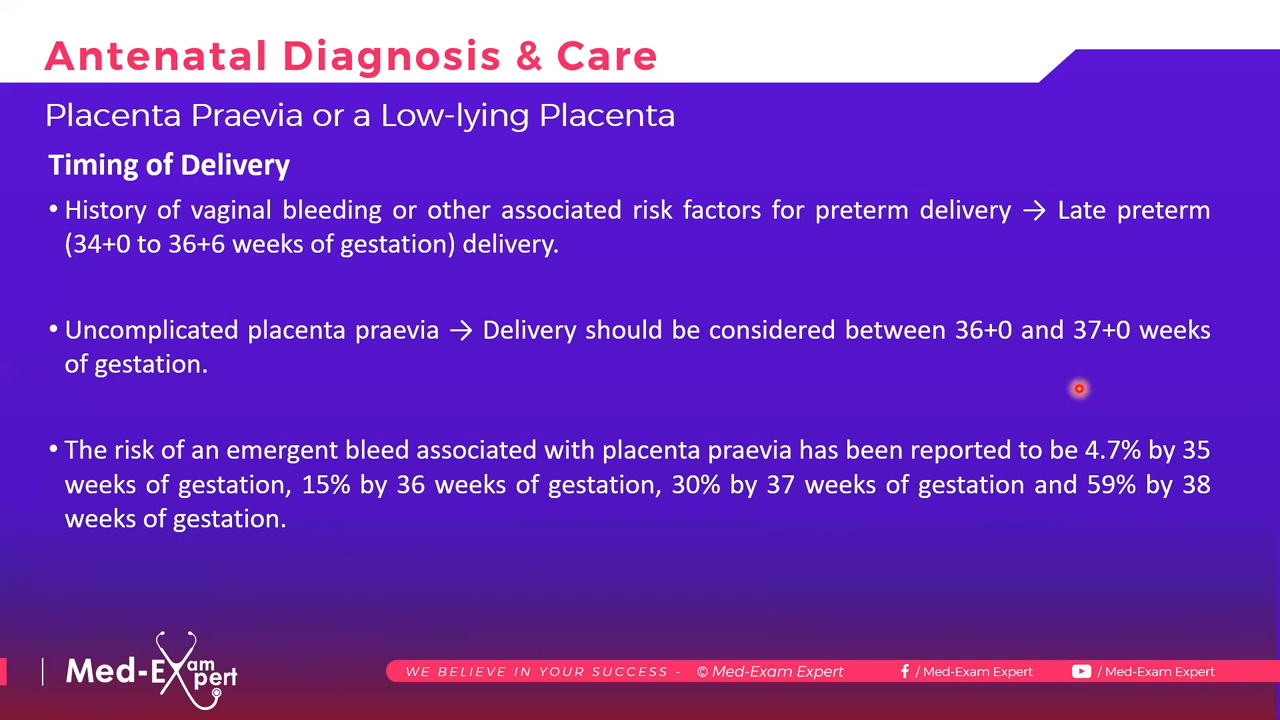 Antenatal Diagnosis & Care
Placenta Praevia or a Low-lying Placenta
Timing of Delivery
• History of vaginal bleeding or other associated risk factors for preterm delivery → Late preterm
(34+0 to 36+6 weeks of gestation) delivery.
• Uncomplicated placenta praevia → Delivery should be considered between 36+0 and 37+0 weeks
of gestation.
• The risk of an emergent bleed associated with placenta praevia has been reported to be 4.7% by 35
weeks of gestation, 15% by 36 weeks of gestation, 30% by 37 weeks of gestation and 59% by 38
weeks of gestation.
Med-Exam
Expert
WE BELIEVE IN YOUR SUCCESS - © Med-Exam Expert f / Med-Exam Expert / Med-Exam Expert